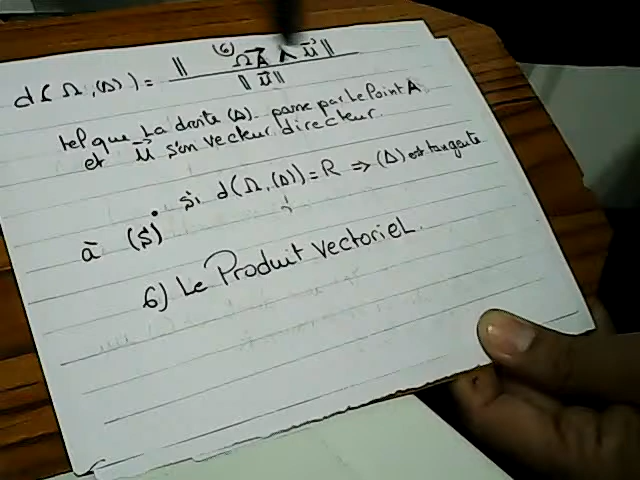 (6)
d(Ω,(Δ)) = ‖ΩA⃗ ∧ u⃗‖ / ‖u⃗‖
tel que La droite (Δ) passe par Le Point A
et u⃗ s'on vecteur directeur.
si d(Ω,(Δ)) = R ⇒ (Δ) est tangente
à (S)
6) Le Produit vectorieL.